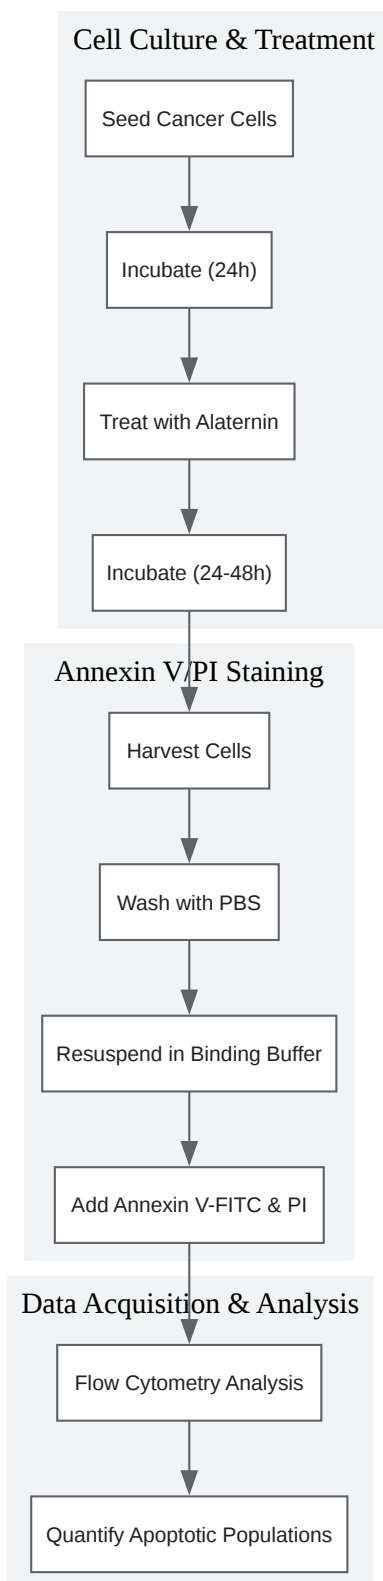 Cell Culture & Treatment
Seed Cancer Cells
Incubate (24h)
Treat with Alaternin
Incubate (24-48h)
Annexin V/PI Staining
Harvest Cells
Wash with PBS
Resuspend in Binding Buffer
Add Annexin V-FITC & PI
Data Acquisition & Analysis
Flow Cytometry Analysis
Quantify Apoptotic Populations